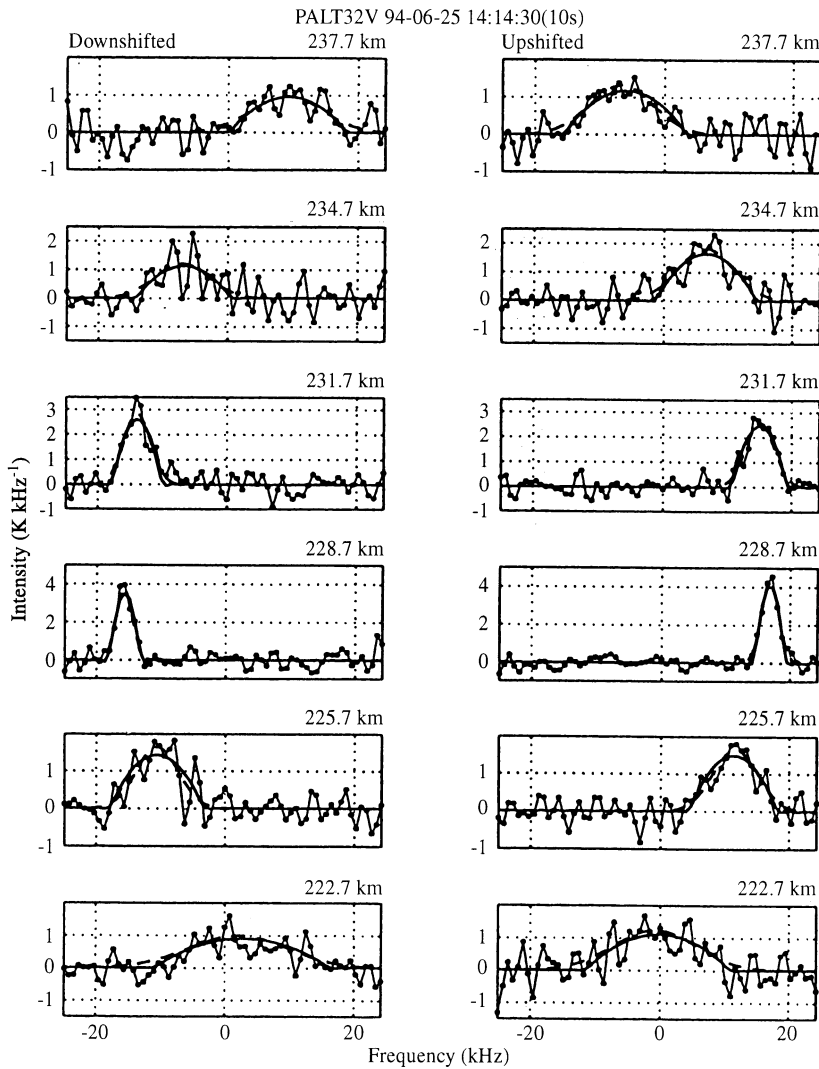 PALT32V 94-06-25 14:14:30(10s)
Downshifted 237.7 km
Upshifted 237.7 km
1
0
-1
1
0
-1
234.7 km
234.7 km
2
1
0
-1
2
1
0
-1
231.7 km
231.7 km
3
2
1
0
-1
3
2
1
0
-1
Intensity (K kHz-1)
228.7 km
228.7 km
4
2
0
4
2
0
225.7 km
225.7 km
1
0
-1
1
0
-1
222.7 km
222.7 km
1
0
-1
1
0
-1
-20 0 20
-20 0 20
Frequency (kHz)